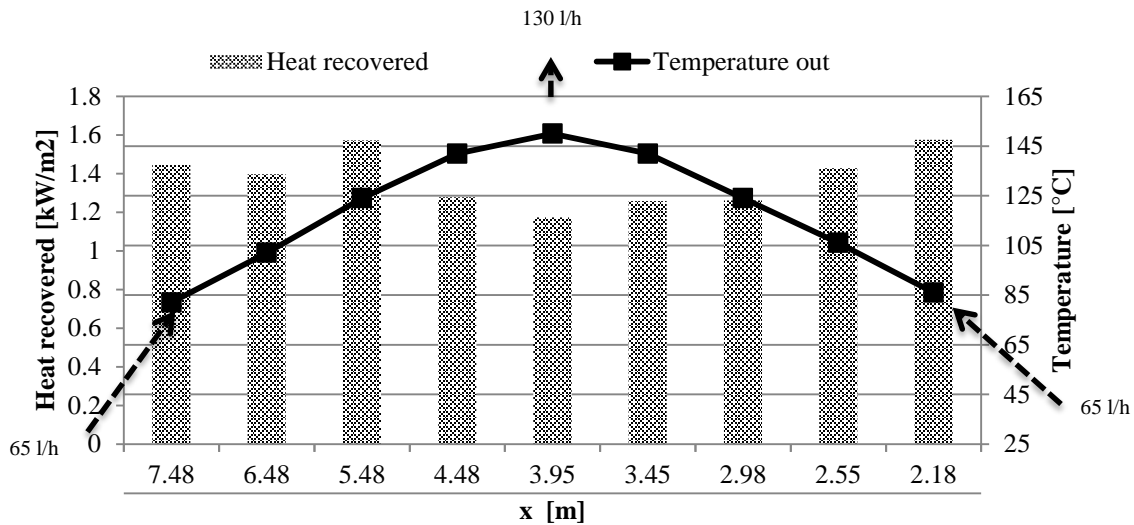 130 l/h
Heat recovered
Temperature out
Heat recovered [kW/m2]
1.8
1.6
1.4
1.2
1
0.8
0.6
0.4
0.2
0
165
145
125
105
85
65
45
25
Temperature [°C]
65 l/h
65 l/h
7.48 6.48 5.48 4.48 3.95 3.45 2.98 2.55 2.18
x [m]